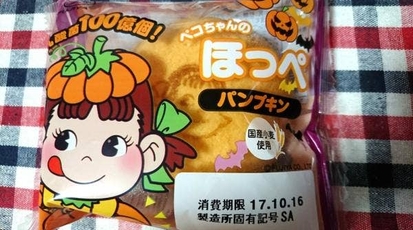 100億個!
ペコちゃんの
ほっぺ
パンプキン
国産小麦
使用
消費期限 17.10.16
製造所固有記号 SA